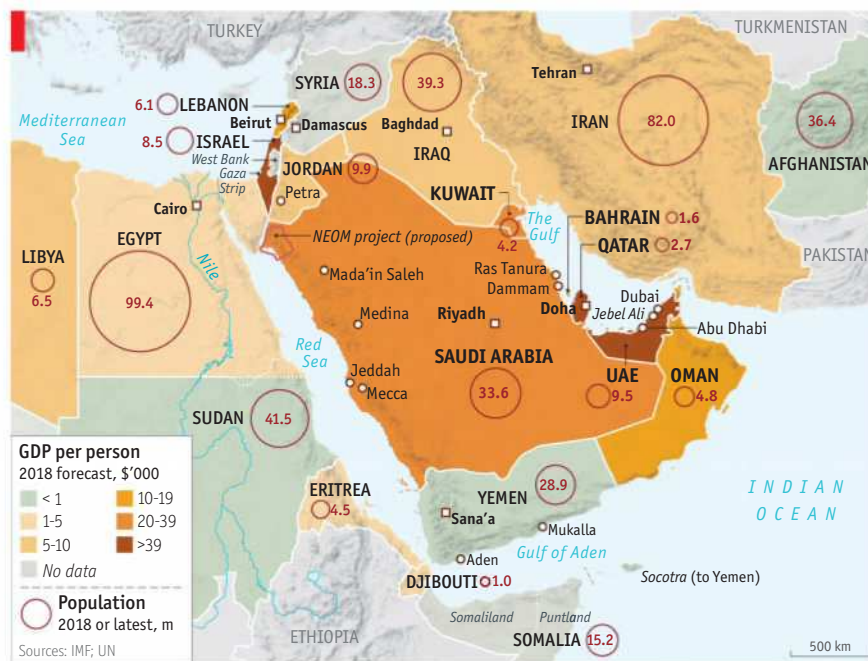 TURKEY
TURKMENISTAN
SYRIA
18.3
39.3
Tehran
6.1
LEBANON
Mediterranean
Sea
Beirut
Damascus
Baghdad
IRAN
82.0
36.4
8.5
ISRAEL
IRAQ
AFGHANISTAN
West Bank
Gaza
Strip
JORDAN
9.9
Petra
KUWAIT
Cairo
The
Gulf
BAHRAIN
1.6
LIBYA
EGYPT
NEOM project (proposed)
4.2
QATAR
2.7
PAKISTAN
Nile
6.5
99.4
Mada'in Saleh
Ras Tanura
Dammam
Dubai
Doha
Jebel Ali
Medina
Riyadh
Abu Dhabi
Red
Sea
SAUDI ARABIA
Jeddah
Mecca
UAE
OMAN
33.6
9.5
4.8
SUDAN
41.5
GDP per person
2018 forecast, $'000
< 1
10-19
1-5
20-39
5-10
>39
No data
Population
2018 or latest, m
Sources: IMF; UN
ERITREA
4.5
YEMEN
28.9
INDIAN
OCEAN
Sana'a
Mukalla
Aden
Gulf of Aden
DJIBOUTI
1.0
Socotra (to Yemen)
Somaliland
Puntland
ETHIOPIA
SOMALIA
15.2
500 km